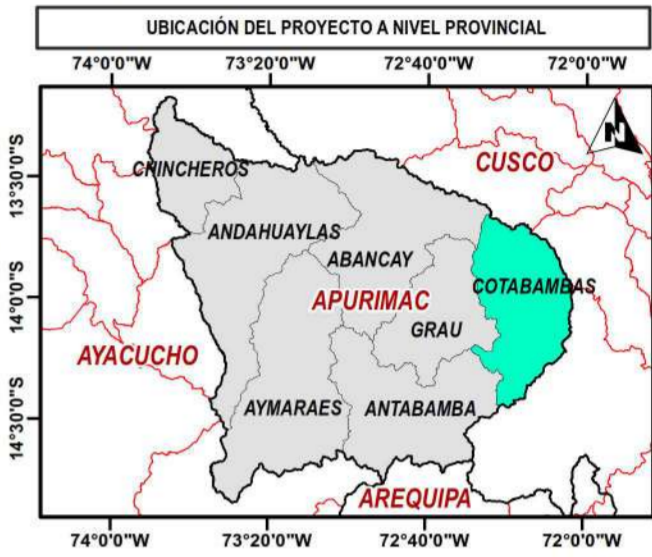 UBICACIÓN DEL PROYECTO A NIVEL PROVINCIAL
74°0'0"W 73°20'0"W 72°40'0"W 72°0'0"W
N
CUSCO
CHINCHEROS
13°30'0"S
ANDAHUAYLAS
ABANCAY
COTABAMBAS
14°0'0"S
APURIMAC
GRAU
AYACUCHO
AYMARAES
ANTABAMBA
14°30'0"S
AREQUIPA
74°0'0"W 73°20'0"W 72°40'0"W 72°0'0"W